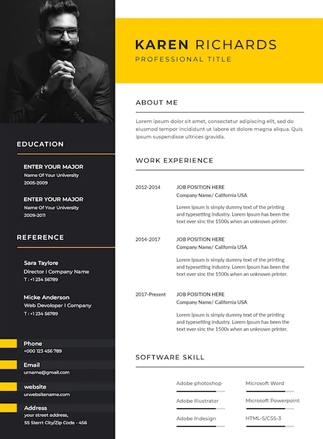 KAREN RICHARDS
PROFESSIONAL TITLE
EDUCATION
ENTER YOUR MAJOR
Name Of Your University
2005-2009
ENTER YOUR MAJOR
Name Of Your University
2009-2011
REFERENCE
Sara Taylore
Director I Company Name
T : +1 234 56789
Micke Anderson
Web Developer I Company
T : +1 234 56789
Phone
+000 123 456 789
Email
urname@gmail.com
website
urwebsitename.com
Address
your street address,
55 Sterrt City/Zip Code - 456
ABOUT ME
Lorem ipsum dolor sit amet, consectetur adipiscing elit, sed do
eiusmod tempor incididunt ut labore et dolore magna aliqua. Quis
ipsum suspendisse ultrices gravida.
WORK EXPERIENCE
2012-2014
JOB POSITION HERE
Company Name/ California USA
Lorem Ipsum is simply dummy text of the printing
and typesetting industry. Lorem Ipsum has been the
text ever sinc the 1500s when an unknown printer.
2014-2017
JOB POSITION HERE
Company Name/ California USA
Lorem Ipsum is simply dummy text of the printing
and typesetting industry. Lorem Ipsum has been the
text ever sinc the 1500s when an unknown printer.
2017-Present
JOB POSITION HERE
Company Name/ California USA
Lorem Ipsum is simply dummy text of the printing
and typesetting industry. Lorem Ipsum has been the
text ever sinc the 1500s when an unknown printer.
SOFTWARE SKILL
Adobe photoshop
Microsoft Word
Adobe Illustrator
Microsoft Powerpoint
Adobe Indesign
HTML-5/CSS-3